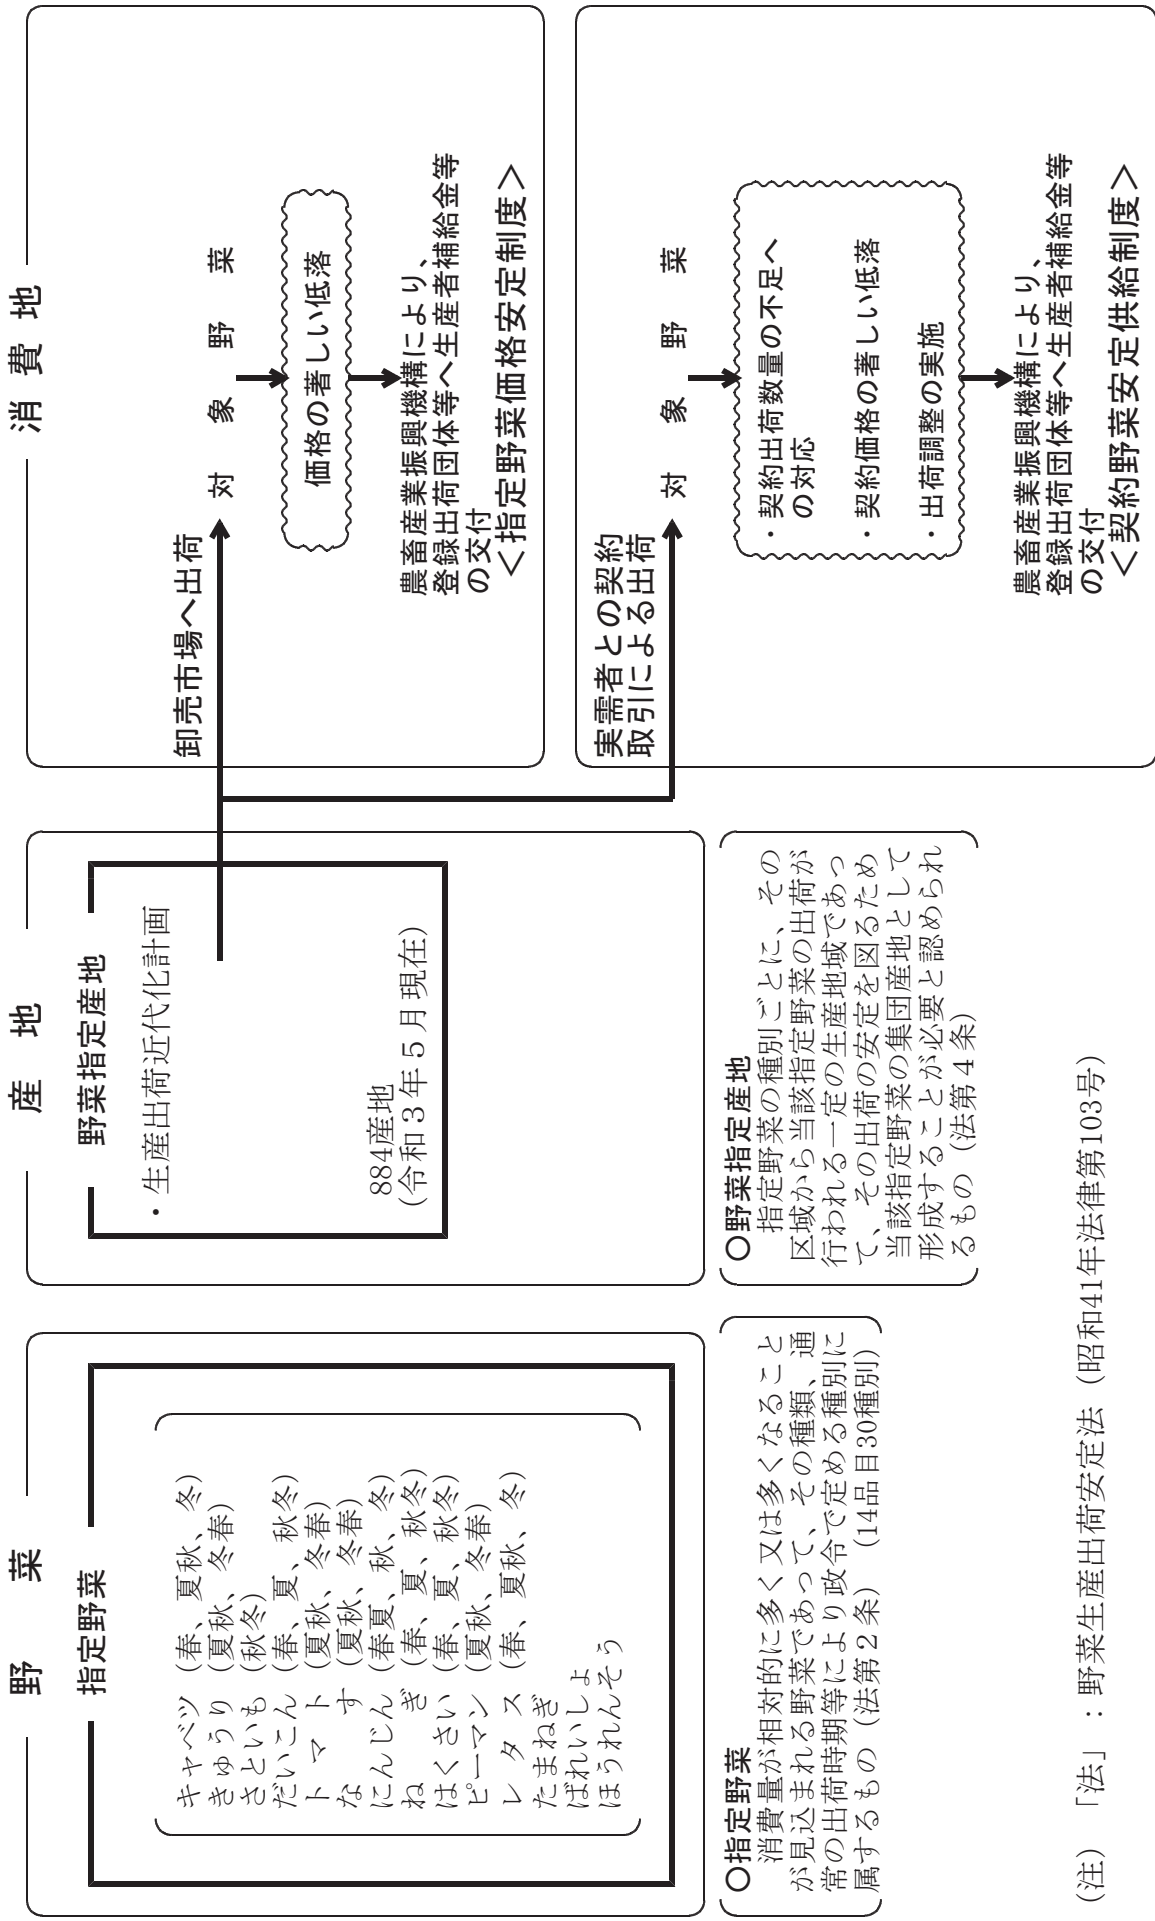 野　菜
指定野菜
キャベツ　（春、夏秋、冬）
きゅうり　（夏秋、冬春）
さといも　（秋冬）
だいこん　（春、夏、秋冬）
トマト　（夏秋、冬春）
なす　（夏秋、冬春）
にんじん　（春夏、秋、冬）
ねぎ　（春、夏、秋冬）
はくさい　（春、夏、秋冬）
ピーマン　（夏秋、冬春）
レタス　（春、夏秋、冬）
たまねぎ
ばれいしょ
ほうれんそう
○指定野菜
消費量が相対的に多く又は多くなること
が見込まれる野菜であって、その種類、通
常の出荷時期等により政令で定める種別に
属するもの（法第２条）　（14品目30種別）
産　地
野菜指定産地
・生産出荷近代化計画
884産地
（令和３年５月現在）
○野菜指定産地
指定野菜の種別ごとに、その
区域から当該指定野菜の出荷が
行われる一定の生産地域であっ
て、その出荷の安定を図るため
当該指定野菜の集団産地として
形成することが必要と認められ
るもの（法第４条）
消　費　地
卸売市場へ出荷
対　象　野　菜
価格の著しい低落
農畜産業振興機構により、
登録出荷団体等へ生産者補給金等
の交付
＜指定野菜価格安定制度＞
実需者との契約
取引による出荷
対　象　野　菜
・契約出荷数量の不足へ
の対応
・契約価格の著しい低落
・出荷調整の実施
農畜産業振興機構により、
登録出荷団体等へ生産者補給金等
の交付
＜契約野菜安定供給制度＞
（注）「法」：野菜生産出荷安定法（昭和41年法律第103号）